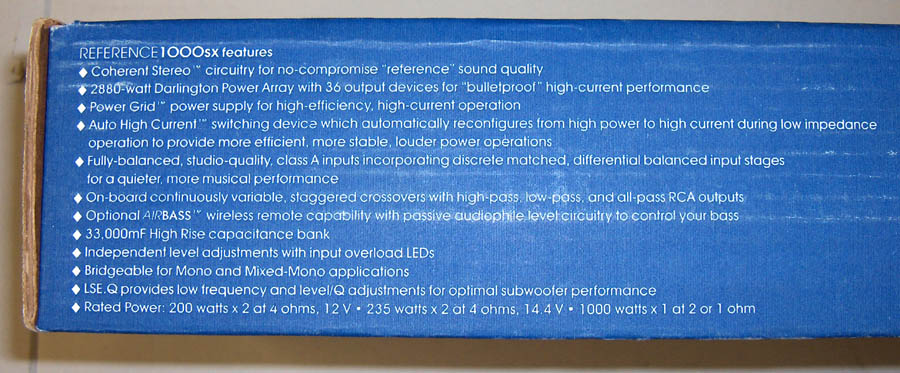 REFERENCE1000sx features
♦ Coherent Stereo™ circuitry for no-compromise "reference" sound quality
♦ 2880-watt Darlington Power Array with 36 output devices for "bulletproof" high-current performance
♦ Power Grid™ power supply for high-efficiency, high-current operation
♦ Auto High Current™ switching device which automatically reconfigures from high power to high current during low impedance
operation to provide more efficient, more stable, louder power operations
♦ Fully-balanced, studio-quality, class A inputs incorporating discrete matched, differential balanced input stages
for a quieter, more musical performance
♦ On-board continuously variable, staggered crossovers with high-pass, low-pass, and all-pass RCA outputs
♦ Optional AIRBASS™ wireless remote capability with passive audiophile level circuitry to control your bass
♦ 33,000mF High Rise capacitance bank
♦ Independent level adjustments with input overload LEDs
♦ Bridgeable for Mono and Mixed-Mono applications
♦ LSE.Q provides low frequency and level/Q adjustments for optimal subwoofer performance
♦ Rated Power: 200 watts x 2 at 4 ohms, 12 V • 235 watts x 2 at 4 ohms, 14.4 V • 1000 watts x 1 at 2 or 1 ohm